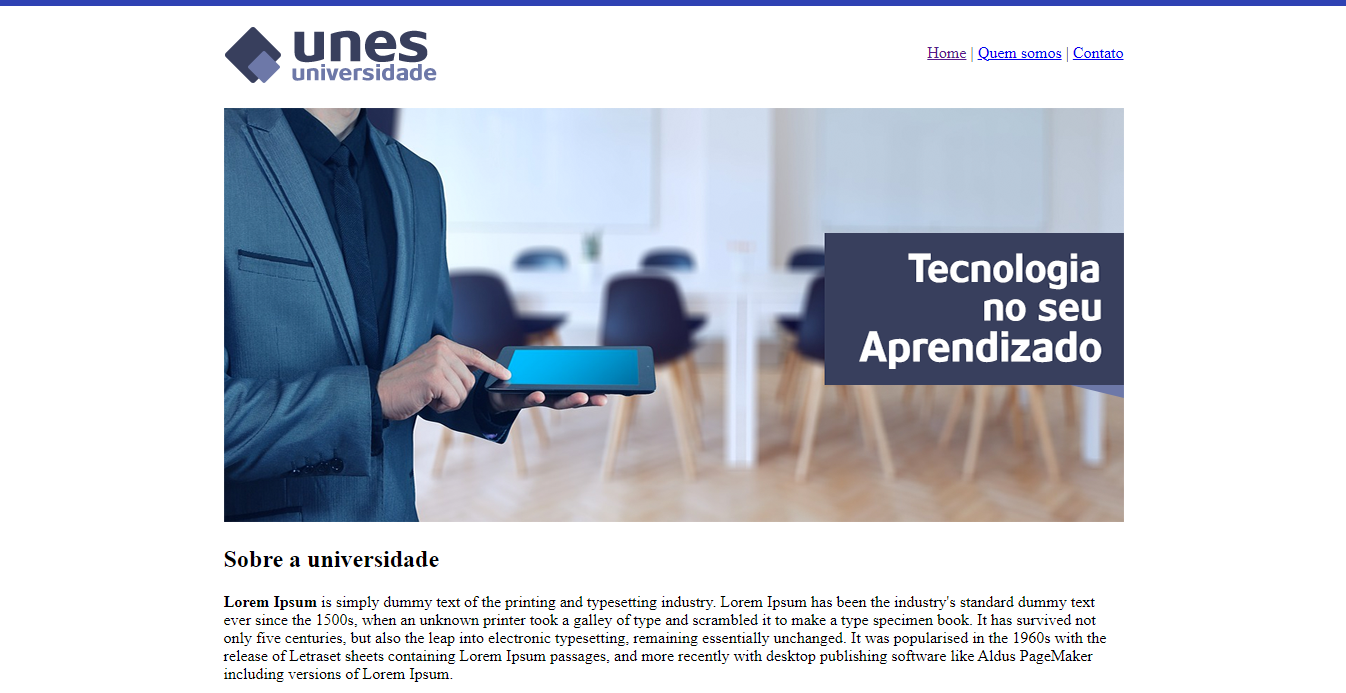 unes
universidade
Home | Quem somos | Contato
Tecnologia
no seu
Aprendizado
Sobre a universidade
Lorem Ipsum is simply dummy text of the printing and typesetting industry. Lorem Ipsum has been the industry's standard dummy text
ever since the 1500s, when an unknown printer took a galley of type and scrambled it to make a type specimen book. It has survived not
only five centuries, but also the leap into electronic typesetting, remaining essentially unchanged. It was popularised in the 1960s with the
release of Letraset sheets containing Lorem Ipsum passages, and more recently with desktop publishing software like Aldus PageMaker
including versions of Lorem Ipsum.